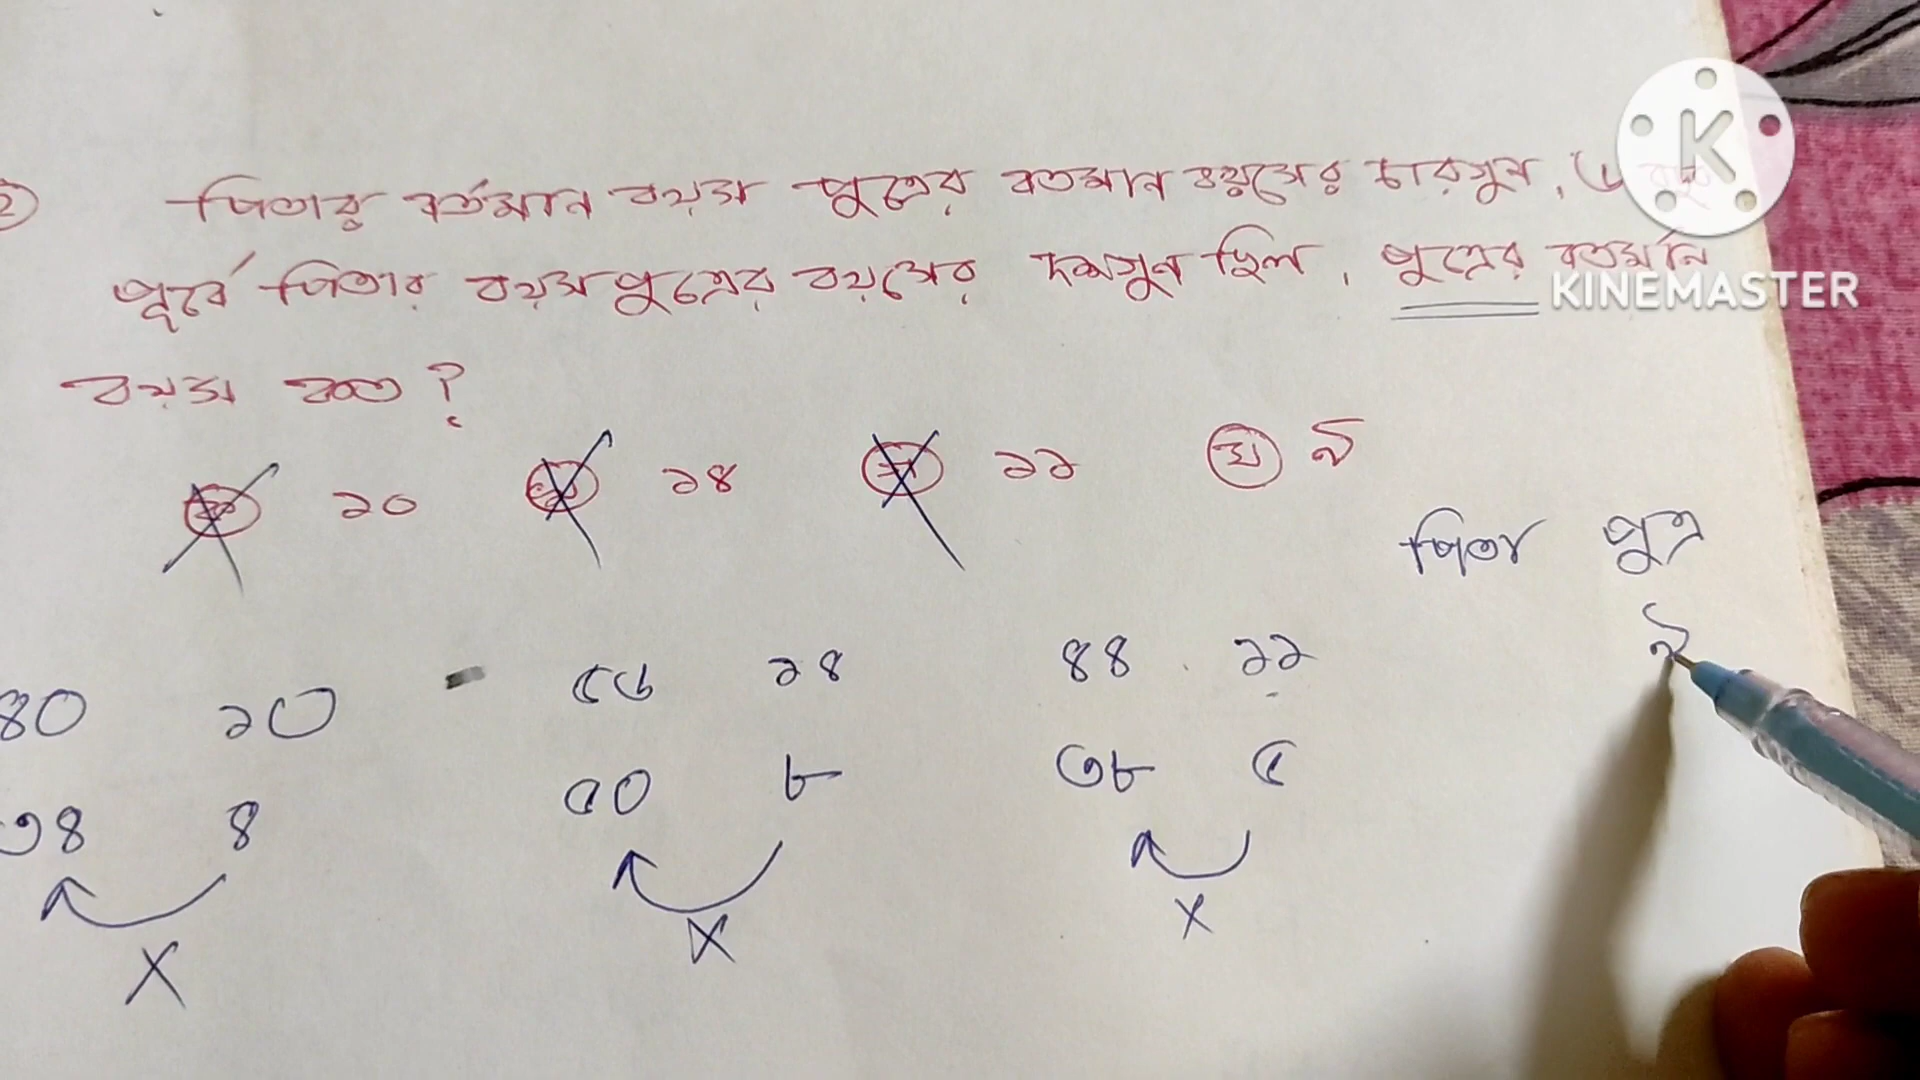 ২
পিতার বর্তমান বয়স পুত্রের বর্তমান বয়সের চারগুন, ৬
পূর্বে পিতার বয়স পুত্রের বয়সের দশগুন ছিল, পুত্রের বর্তমান
বয়স কত?
ক ১০ খ ১৪ গ ১১ ঘ ৯
পিতা পুত্র
৪০ ১০ ৫৬ ১৪ ৪৪ ১১ ৯
৩৪ ৪ ৫০ ৮ ৩৮ ৫
X X X
K
KINEMASTER